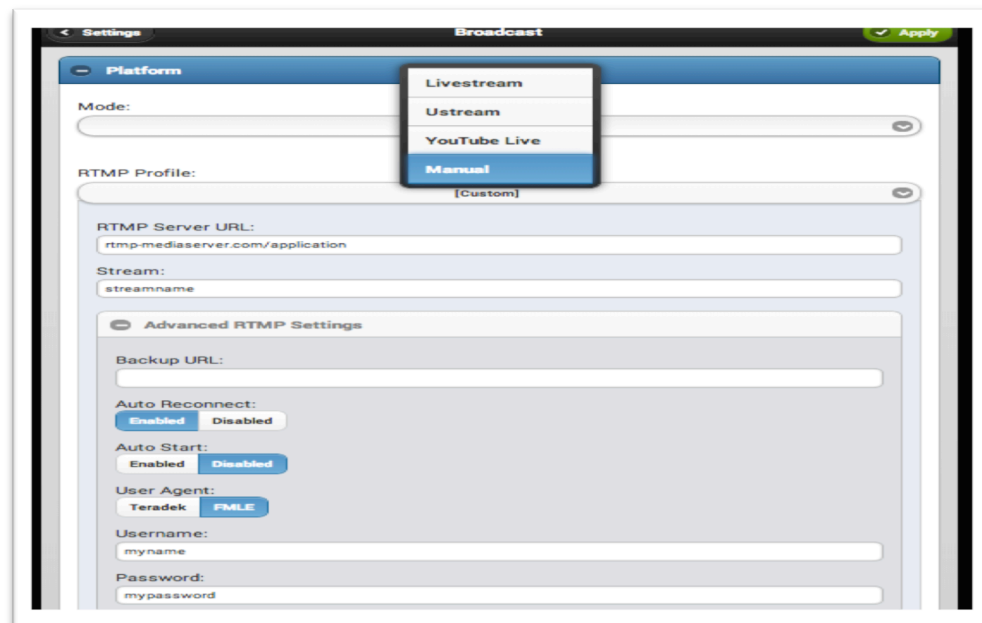 Settings Broadcast Apply
Platform
Livestream
Mode:
Ustream
YouTube Live
Manual
RTMP Profile:
[Custom]
RTMP Server URL:
rtmp-mediaserver.com/application
Stream:
streamname
Advanced RTMP Settings
Backup URL:
Auto Reconnect:
Enabled Disabled
Auto Start:
Enabled Disabled
User Agent:
Teradek FMLE
Username:
myname
Password:
mypassword